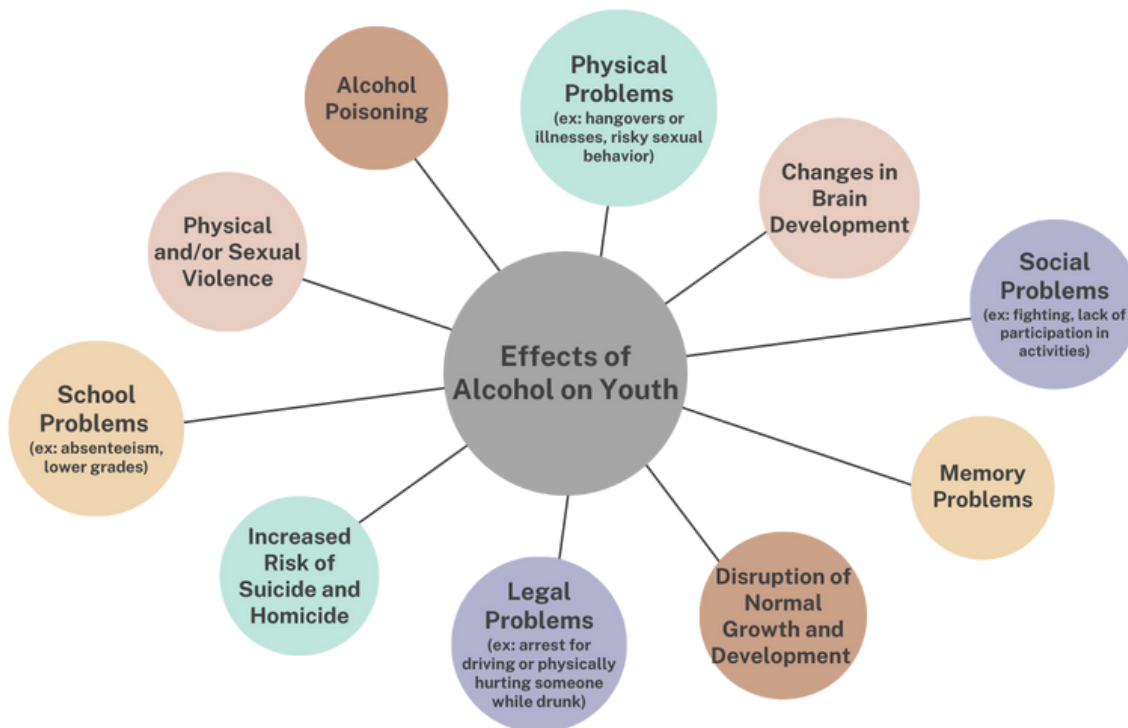 Effects of
Alcohol on Youth
Alcohol
Poisoning
Physical
Problems
(ex: hangovers or
illnesses, risky sexual
behavior)
Changes in
Brain
Development
Social
Problems
(ex: fighting, lack of
participation in
activities)
Memory
Problems
Disruption of
Normal
Growth and
Development
Legal
Problems
(ex: arrest for
driving or physically
hurting someone
while drunk)
Increased
Risk of
Suicide and
Homicide
School
Problems
(ex: absenteeism,
lower grades)
Physical
and/or Sexual
Violence